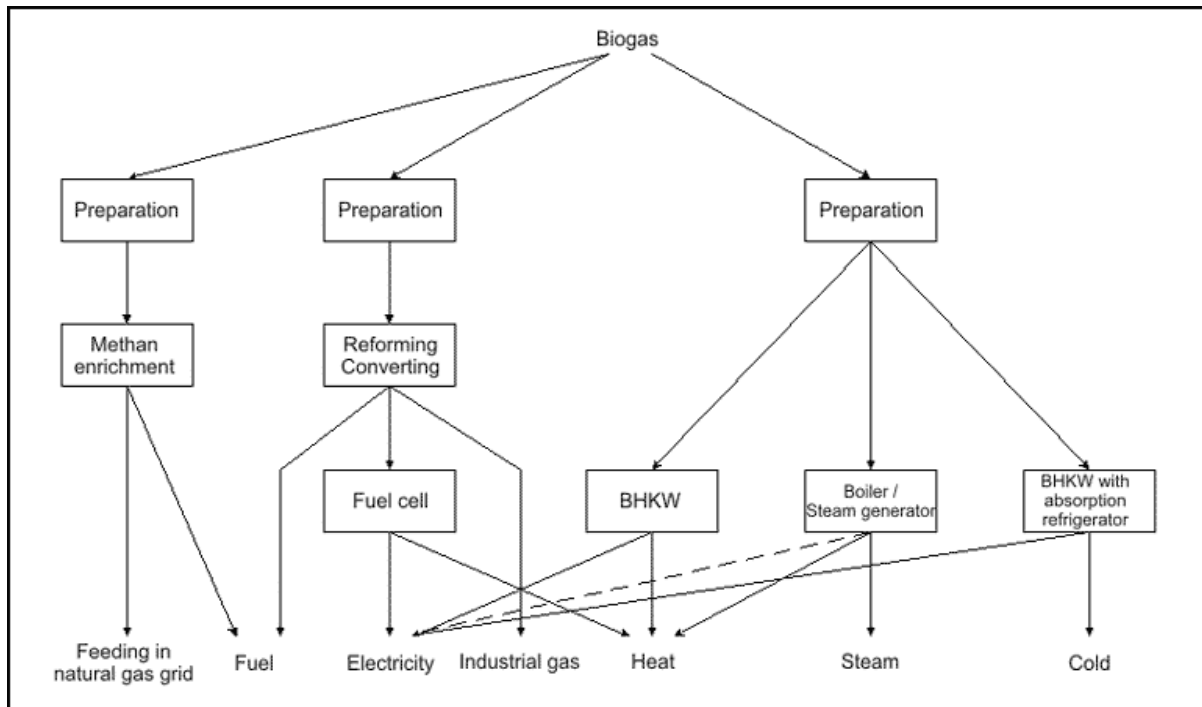 Biogas
Preparation
Preparation
Preparation
Methan
enrichment
Reforming
Converting
Fuel cell
BHKW
Boiler /
Steam generator
BHKW with
absorption
refrigerator
Feeding in
natural gas grid
Fuel
Electricity
Industrial gas
Heat
Steam
Cold